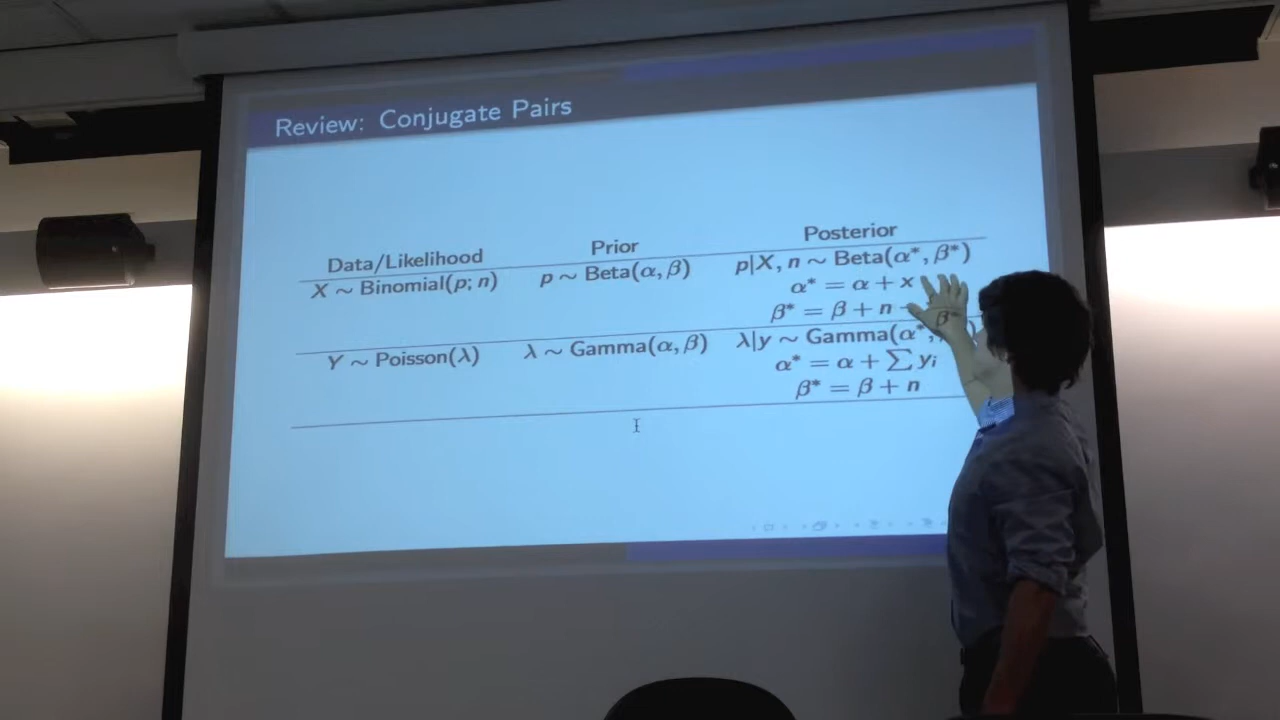 Review: Conjugate Pairs
Data/Likelihood Prior Posterior
X ∼ Binomial(p; n) p ∼ Beta(α, β) p|X, n ∼ Beta(α*, β*)
α* = α + x
β* = β + n
Y ∼ Poisson(λ) λ ∼ Gamma(α, β) λ|y ∼ Gamma(α*, β*)
α* = α + ∑ yᵢ
β* = β + n